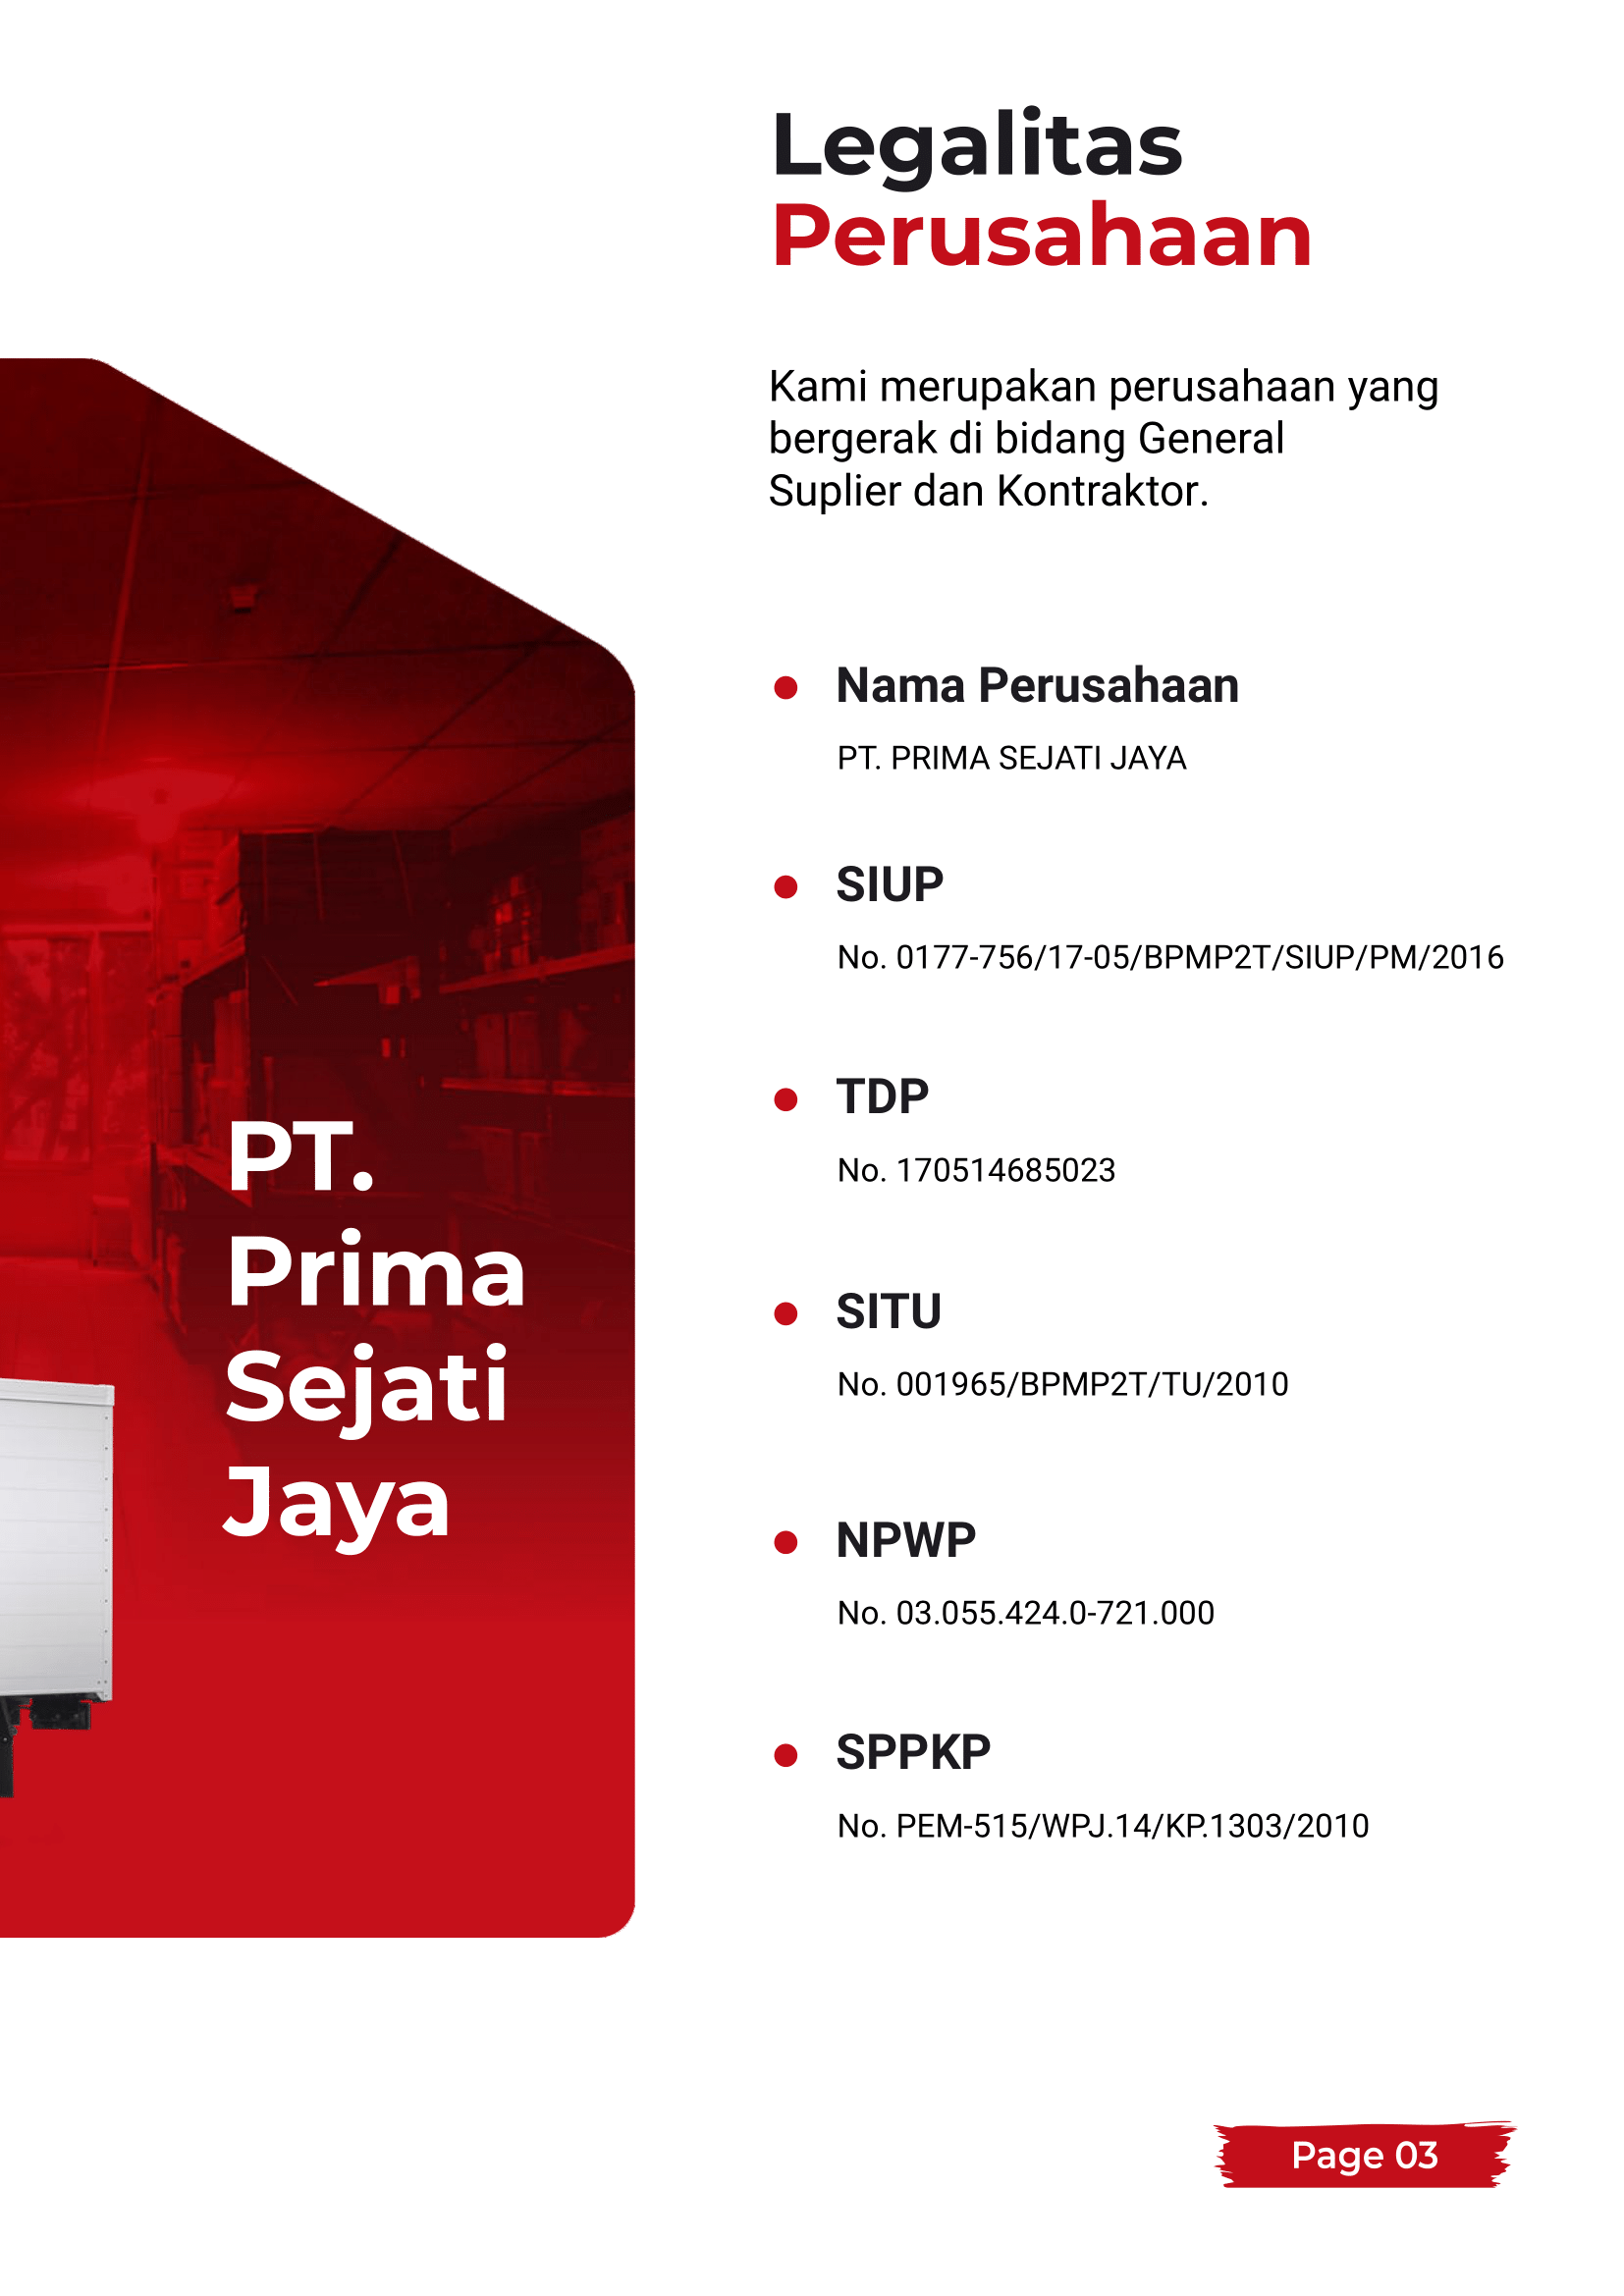 Legalitas
Perusahaan
Kami merupakan perusahaan yang
bergerak di bidang General
Suplier dan Kontraktor.
Nama Perusahaan
PT. PRIMA SEJATI JAYA
SIUP
No. 0177-756/17-05/BPMP2T/SIUP/PM/2016
TDP
No. 170514685023
SITU
No. 001965/BPMP2T/TU/2010
NPWP
No. 03.055.424.0-721.000
SPPKP
No. PEM-515/WPJ.14/KP.1303/2010
PT.
Prima
Sejati
Jaya
Page 03